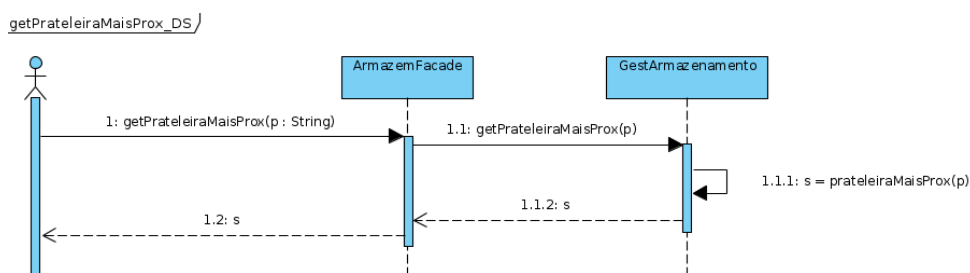 getPrateleiraMaisProx_DS
ArmazemFacade
GestArmazenamento
1: getPrateleiraMaisProx(p : String)
1.1: getPrateleiraMaisProx(p)
1.1.1: s = prateleiraMaisProx(p)
1.1.2: s
1.2: s